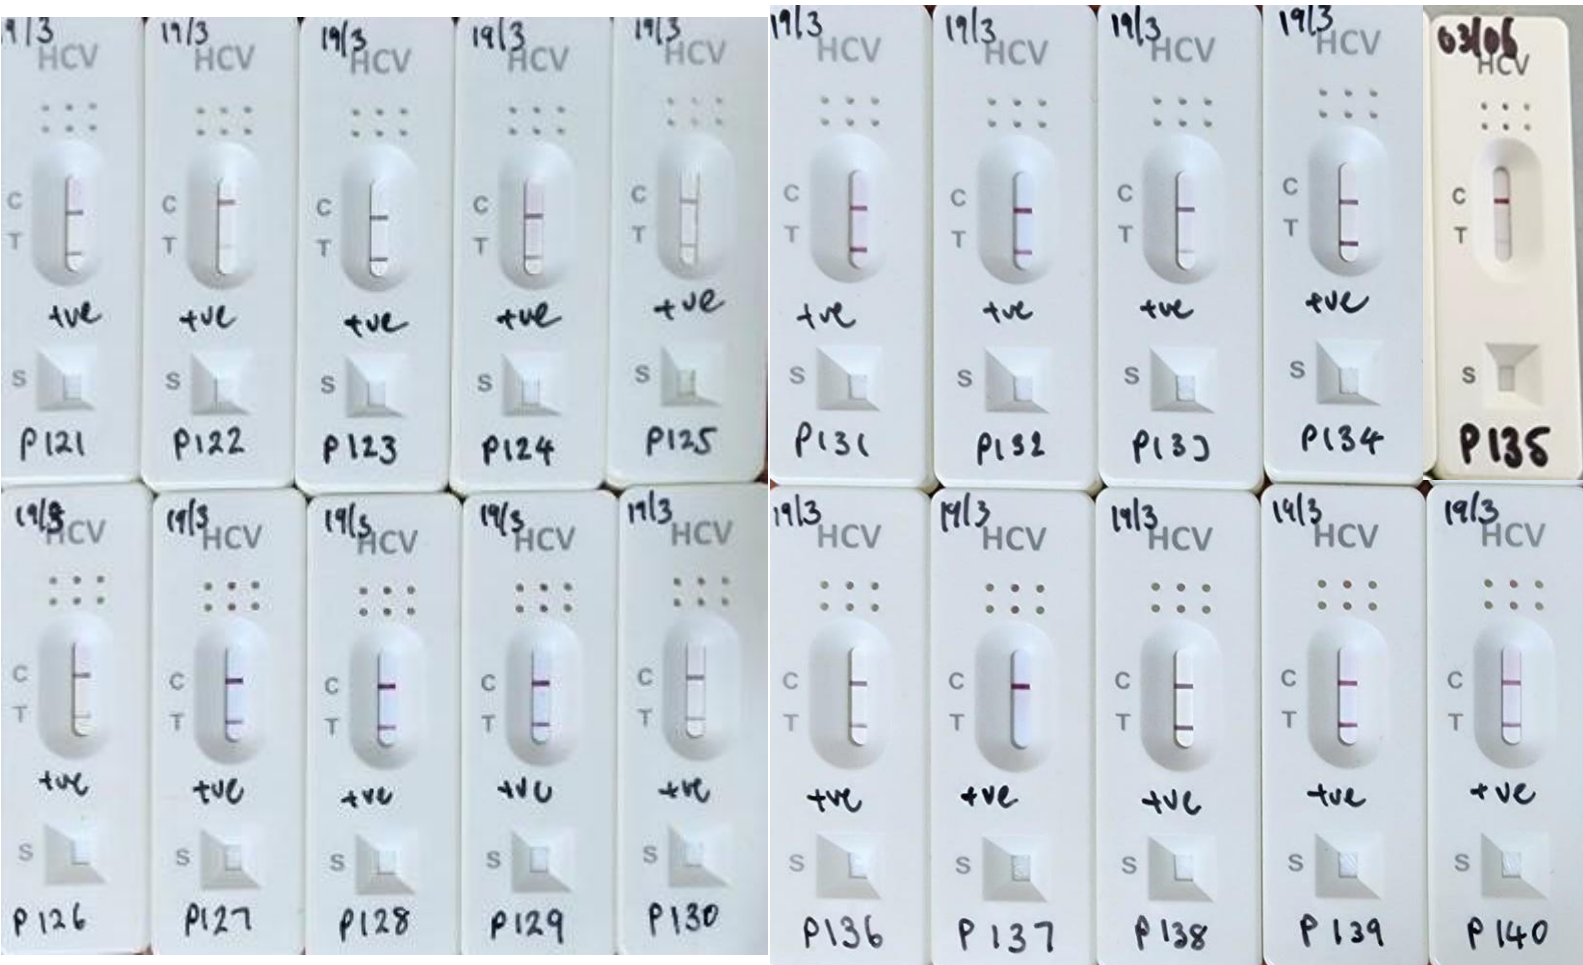 19/3
HCV
C
T
+ve
S
P121
19/3
HCV
C
T
+ve
S
P122
19/3
HCV
C
T
+ve
S
P123
19/3
HCV
C
T
+ve
S
P124
19/3
HCV
C
T
+ve
S
P125
19/3
HCV
C
T
+ve
S
P131
19/3
HCV
C
T
+ve
S
P132
19/3
HCV
C
T
+ve
S
P133
19/3
HCV
C
T
+ve
S
P134
03/06
HCV
C
T
S
P135
19/3
HCV
C
T
+ve
S
P126
19/3
HCV
C
T
+ve
S
P127
19/3
HCV
C
T
+ve
S
P128
19/3
HCV
C
T
+ve
S
P129
19/3
HCV
C
T
+ve
S
P130
19/3
HCV
C
T
+ve
S
P136
19/3
HCV
C
T
+ve
S
P137
19/3
HCV
C
T
+ve
S
P138
19/3
HCV
C
T
+ve
S
P139
19/3
HCV
C
T
+ve
S
P140